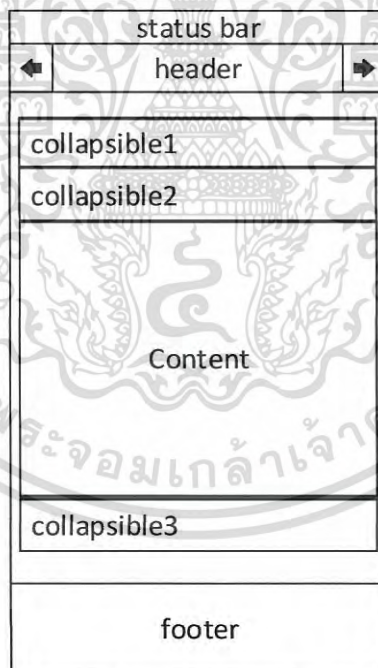 status bar
header
collapsible1
collapsible2
Content
collapsible3
footer